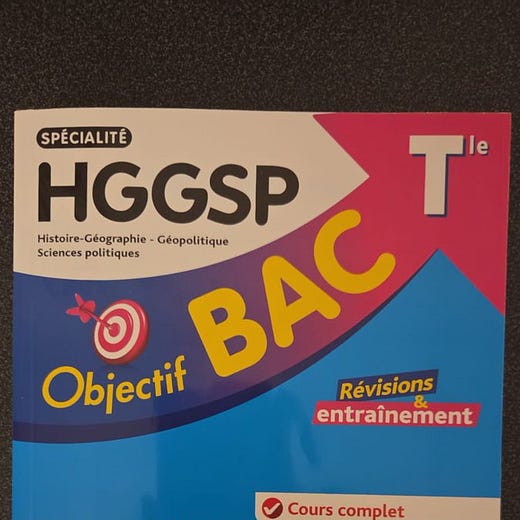 SPÉCIALITÉ
HGGSP
Histoire-Géographie - Géopolitique
Sciences politiques
Tle
Objectif BAC
Révisions
&
entraînement
Cours complet